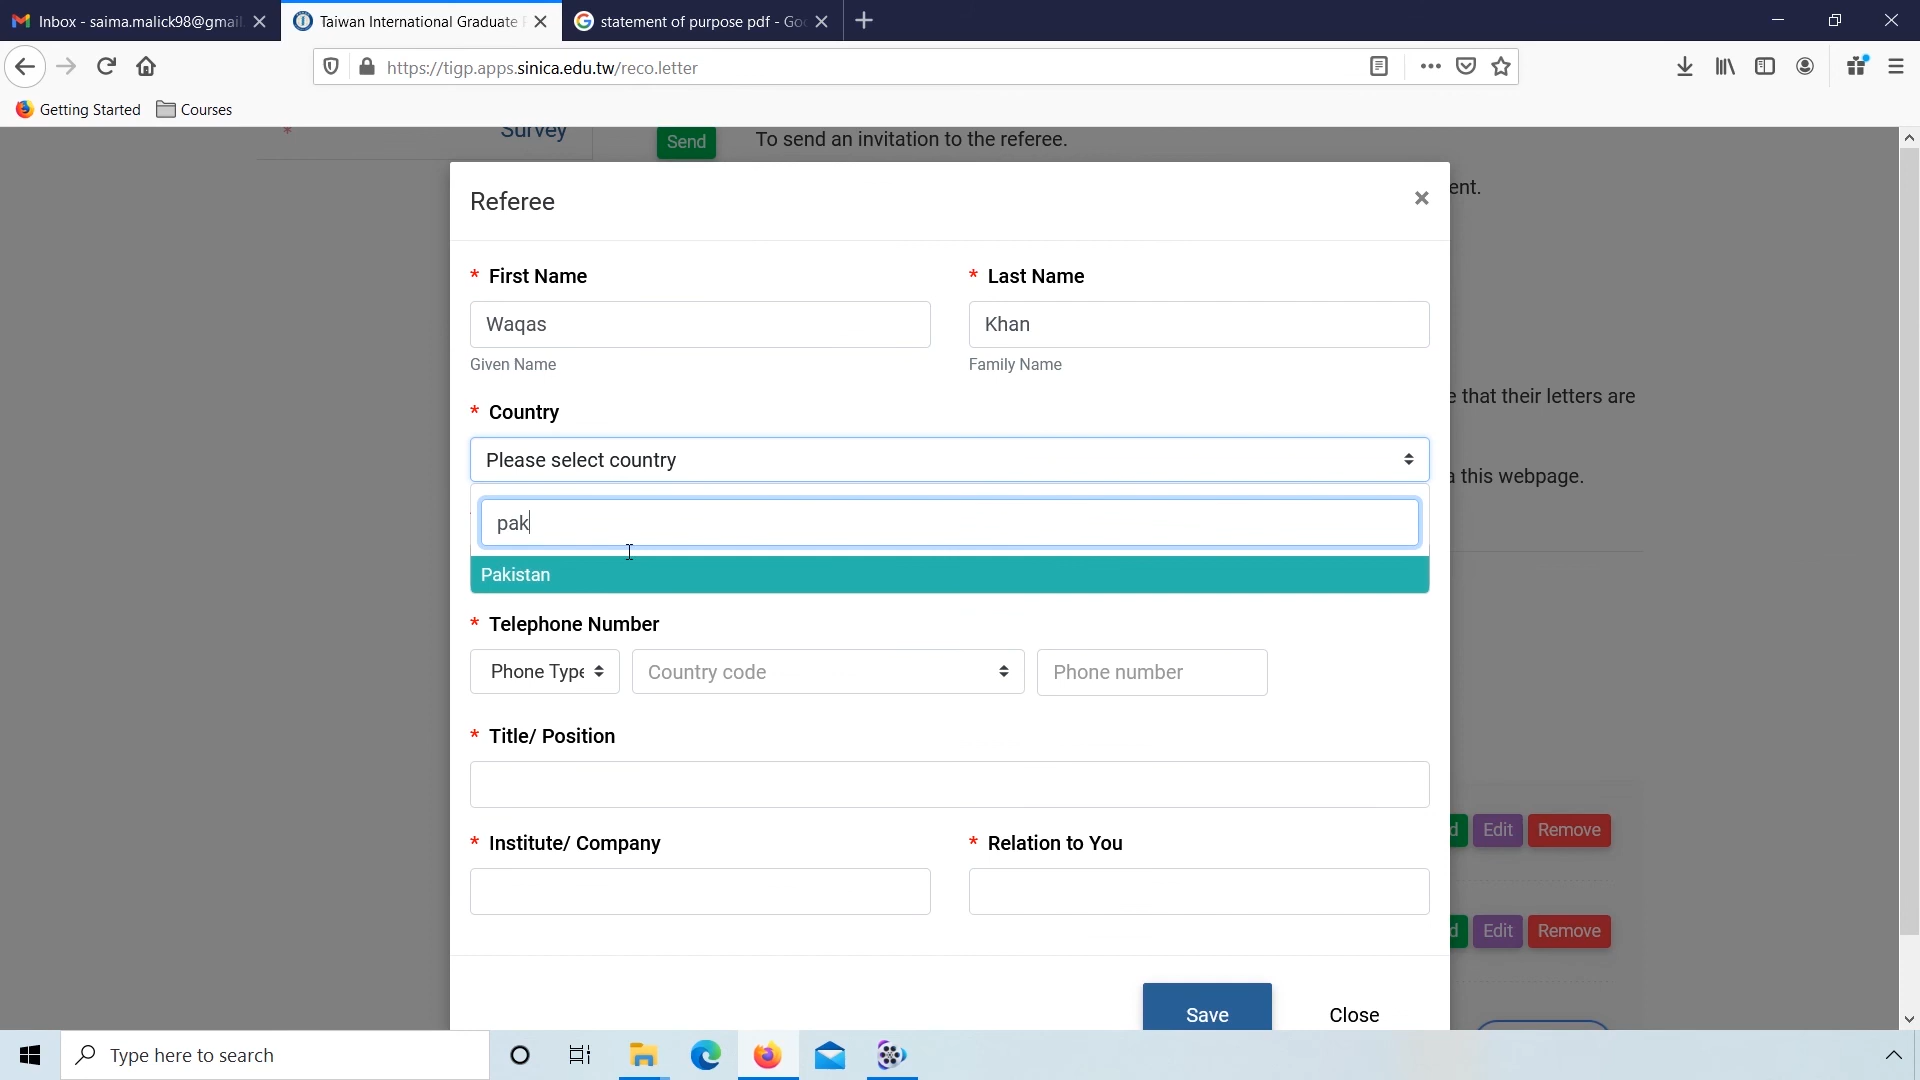 Inbox - saima.malick98@gmail.
Taiwan International Graduate
statement of purpose pdf - Goo
https://tigp.apps.sinica.edu.tw/reco.letter
Getting Started
Courses
* Survey
Send To send an invitation to the referee.
ent.
Referee ×
* First Name
* Last Name
Waqas
Khan
Given Name
Family Name
* Country
that their letters are
Please select country
this webpage.
pak
Pakistan
* Telephone Number
Phone Type
Country code
Phone number
* Title/ Position
d Edit Remove
* Institute/ Company
* Relation to You
d Edit Remove
Save
Close
Type here to search